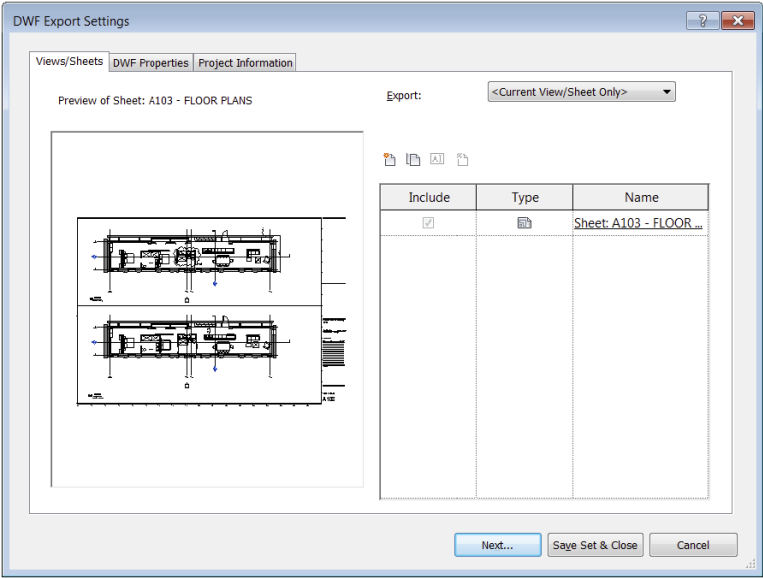 DWF Export Settings
Views/Sheets DWF Properties Project Information
Preview of Sheet: A103 - FLOOR PLANS
Export:
<Current View/Sheet Only>
Include Type Name
Sheet: A103 - FLOOR ...
Next... Save Set & Close Cancel